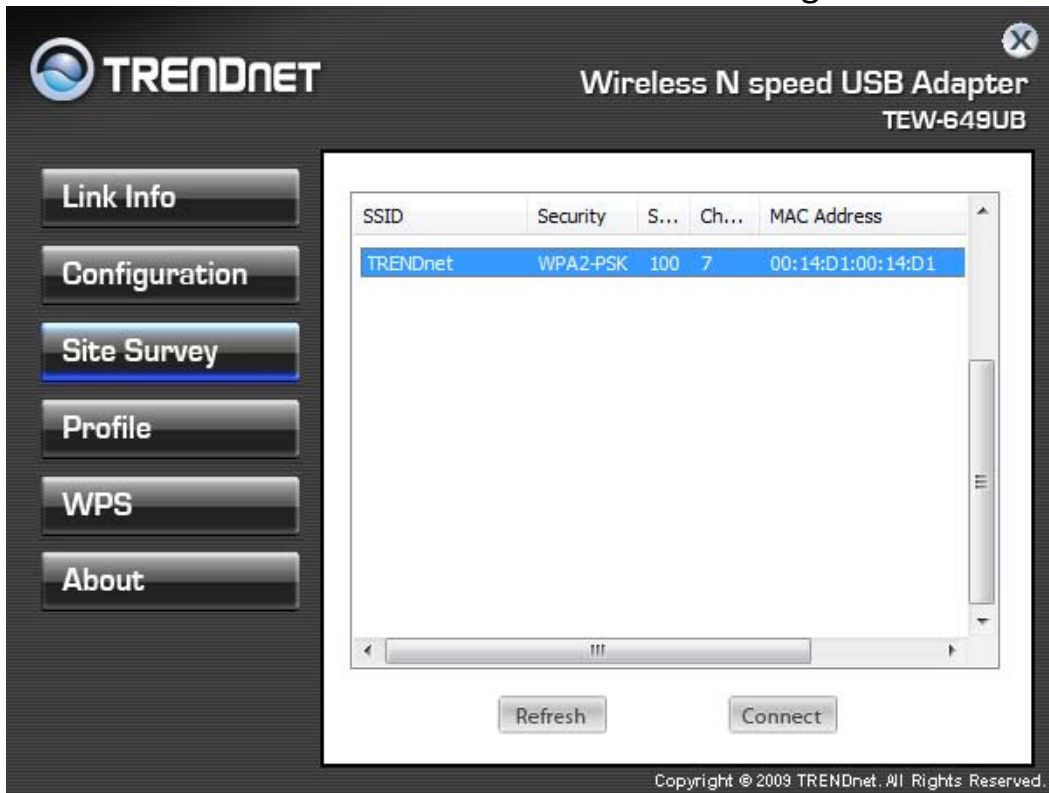 TRENDNET
Wireless N speed USB Adapter
TEW-649UB
Link Info
Configuration
Site Survey
Profile
WPS
About
SSID Security S... Ch... MAC Address
TRENDnet WPA2-PSK 100 7 00:14:D1:00:14:D1
Refresh Connect
Copyright © 2009 TRENDnet. All Rights Reserved.